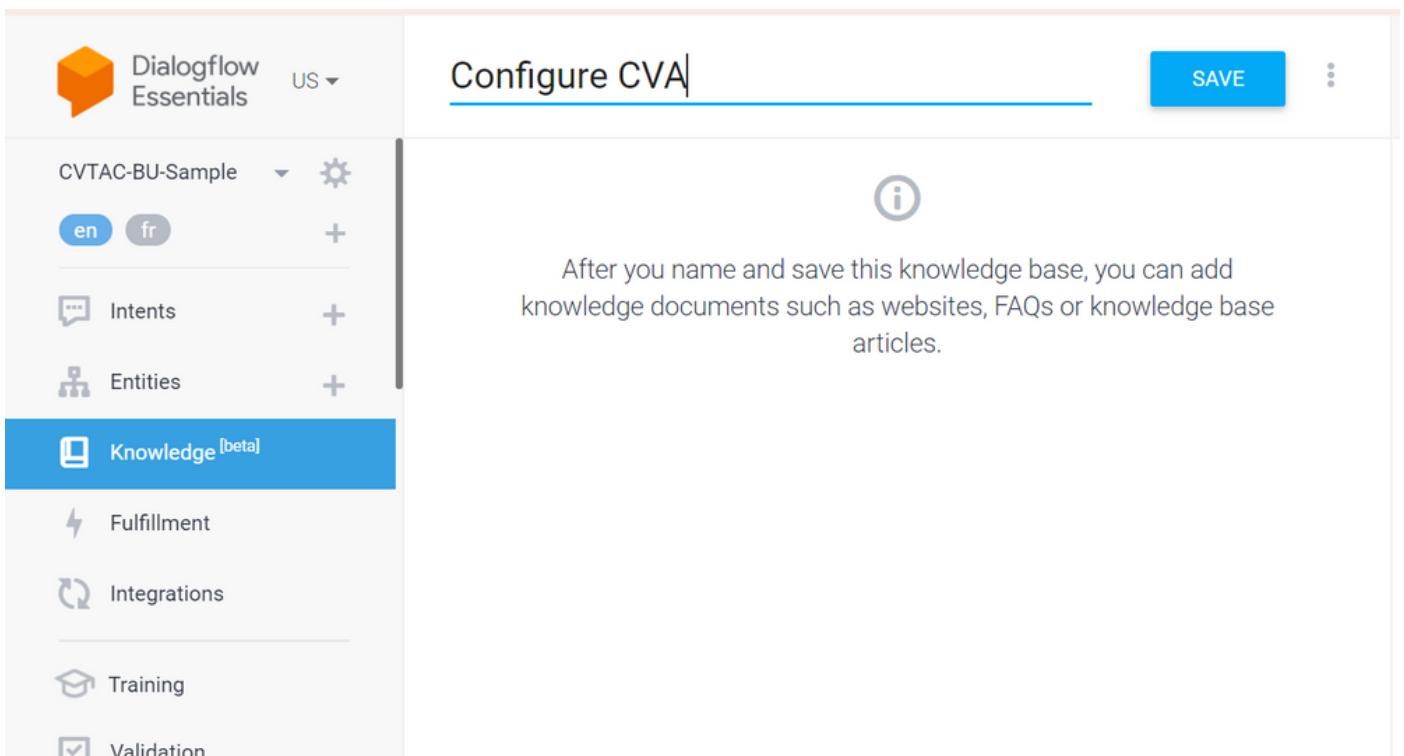 Dialogflow
Essentials
US
Configure CVA
SAVE
CVTAC-BU-Sample
en
fr
After you name and save this knowledge base, you can add
knowledge documents such as websites, FAQs or knowledge base
articles.
Intents
Entities
Knowledge [beta]
Fulfillment
Integrations
Training
Validation